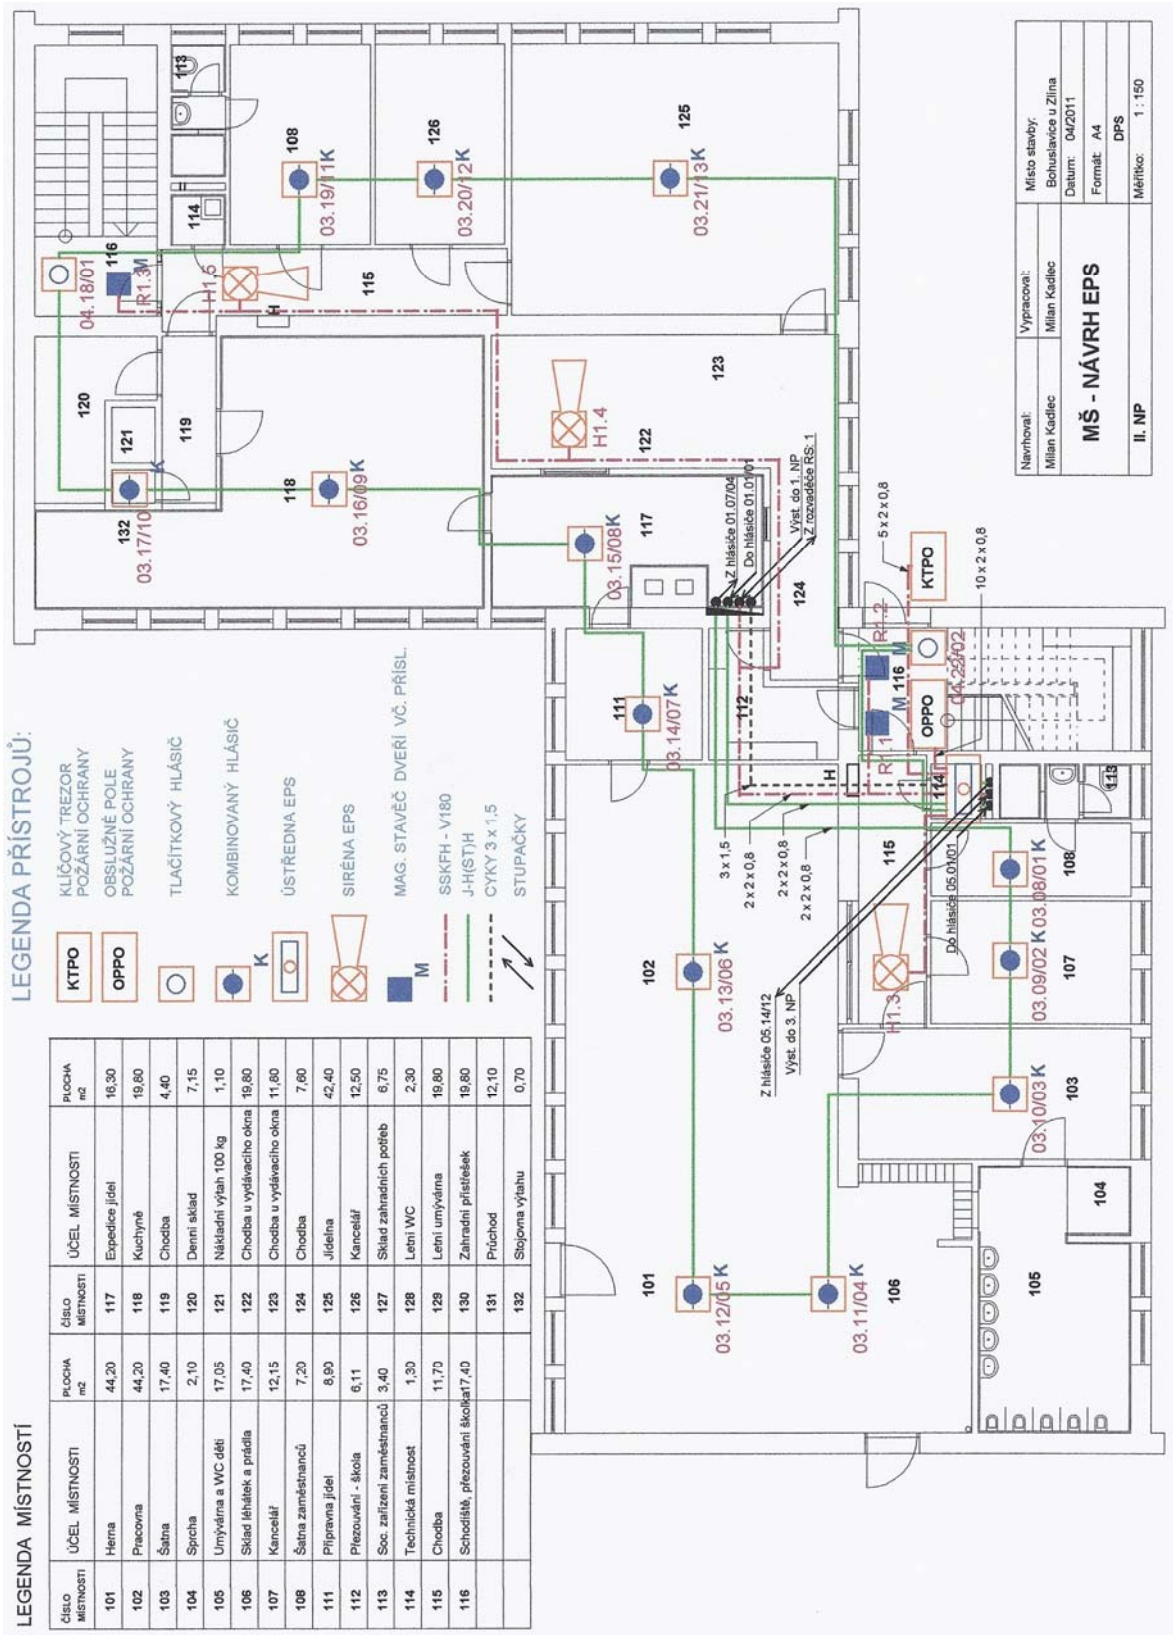 LEGENDA MÍSTNOSTÍ
ČÍSLO MÍSTNOSTI ÚČEL MÍSTNOSTI PLOCHA m2 ČÍSLO MÍSTNOSTI ÚČEL MÍSTNOSTI PLOCHA m2
101 Herna 44,20 117 Expedice jídel 16,30
102 Pracovna 44,20 118 Kuchyně 19,80
103 Šatna 17,40 119 Chodba 4,40
104 Sprcha 2,10 120 Denní sklad 7,15
105 Umývárna a WC dětí 17,05 121 Nákladní výtah 100 kg 1,10
106 Sklad lehátek a prádla 17,40 122 Chodba u vydávacího okna 19,80
107 Kancelář 12,15 123 Chodba u vydávacího okna 11,60
108 Šatna zaměstnanců 7,20 124 Chodba 7,60
111 Přípravna jídel 8,90 125 Jídelna 42,40
112 Přezouvání - škola 6,11 126 Kancelář 12,50
113 Soc. zařízení zaměstnanců 3,40 127 Sklad zahradních potřeb 6,75
114 Technická místnost 1,30 128 Letní WC 2,30
115 Chodba 11,70 129 Letní umývárna 19,80
116 Schodiště, přezouvání školka 17,40 130 Zahradní přístřešek 19,80
131 Průchod 12,10
132 Stojovna výtahu 0,70
LEGENDA PŘÍSTROJŮ:
KTPO KLÍČOVÝ TREZOR
POŽÁRNÍ OCHRANY
OPPO OBSLUŽNÉ POLE
POŽÁRNÍ OCHRANY
TLAČÍTKOVÝ HLÁSIČ
K KOMBINOVANÝ HLÁSIČ
ÚSTŘEDNA EPS
SIRÉNA EPS
M MAG. STAVĚČ DVEŘÍ VČ. PŘÍSL.
SSKFH - V180
J-H(ST)H
CYKY 3 x 1,5
STUPAČKY
120
121
119
132
K
03.17/10
118
K
03.16/09
04.18/01
116
R1.3
M
H1.5
H
114
113
115
108
03.19/11
K
126
03.20/12
K
125
03.21/13
K
123
122
H1.4
117
03.15/08
K
Z hlásiče 01.07/04
Do hlásiče 01.01/01
Výst. do 1. NP
Z rozvaděče RS: 1
124
111
03.14/07
K
112
102
03.13/06
K
101
03.12/05
K
03.11/04
K
106
105
104
103
03.10/03
K
107
03.09/02
K
108
03.08/01
K
115
H1.3
Do hlásiče 05.01/01
Z hlásiče 05.14/12
Výst. do 3. NP
3 x 1,5
2 x 2 x 0,8
2 x 2 x 0,8
2 x 2 x 0,8
H
114
113
R1.1
M
116
M
R1.2
OPPO
04.22/02
KTPO
5 x 2 x 0,8
10 x 2 x 0,8
Navrhoval: Vypracoval: Místo stavby:
Milan Kadlec Milan Kadlec Bohuslavice u Zlína
Datum: 04/2011
MŠ - NÁVRH EPS
Formát: A4
DPS
II. NP
Měřítko: 1 : 150